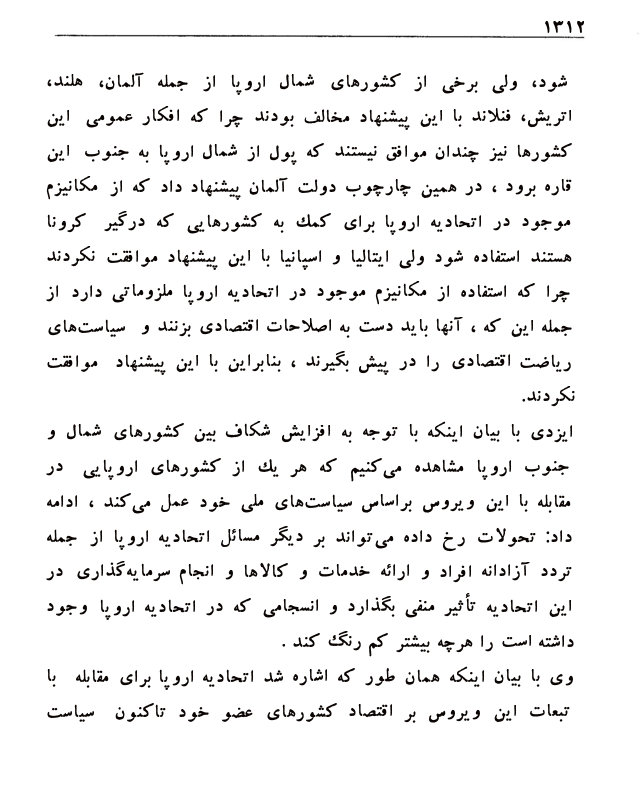 ۱۳۱۲
شود، ولی برخی از کشورهای شمال اروپا از جمله آلمان، هلند،
اتریش، فنلاند با این پیشنهاد مخالف بودند چرا که افکار عمومی این
کشورها نیز چندان موافق نیستند که پول از شمال اروپا به جنوب این
قاره برود ، در همین چارچوب دولت آلمان پیشنهاد داد که از مکانیزم
موجود در اتحادیه اروپا برای کمک به کشورهایی که درگیر کرونا
هستند استفاده شود ولی ایتالیا و اسپانیا با این پیشنهاد موافقت نکردند
چرا که استفاده از مکانیزم موجود در اتحادیه اروپا ملزوماتی دارد از
جمله این که ، آنها باید دست به اصلاحات اقتصادی بزنند و سیاست‌های
ریاضت اقتصادی را در پیش بگیرند ، بنابراین با این پیشنهاد موافقت
نکردند.
ایزدی با بیان اینکه با توجه به افزایش شکاف بین کشورهای شمال و
جنوب اروپا مشاهده می‌کنیم که هر یک از کشورهای اروپایی در
مقابله با این ویروس براساس سیاست‌های ملی خود عمل می‌کند ، ادامه
داد: تحولات رخ داده می‌تواند بر دیگر مسائل اتحادیه اروپا از جمله
تردد آزادانه افراد و ارائه خدمات و کالاها و انجام سرمایه‌گذاری در
این اتحادیه تأثیر منفی بگذارد و انسجامی که در اتحادیه اروپا وجود
داشته است را هرچه بیشتر کم رنگ کند .
وی با بیان اینکه همان طور که اشاره شد اتحادیه اروپا برای مقابله با
تبعات این ویروس بر اقتصاد کشورهای عضو خود تاکنون سیاست